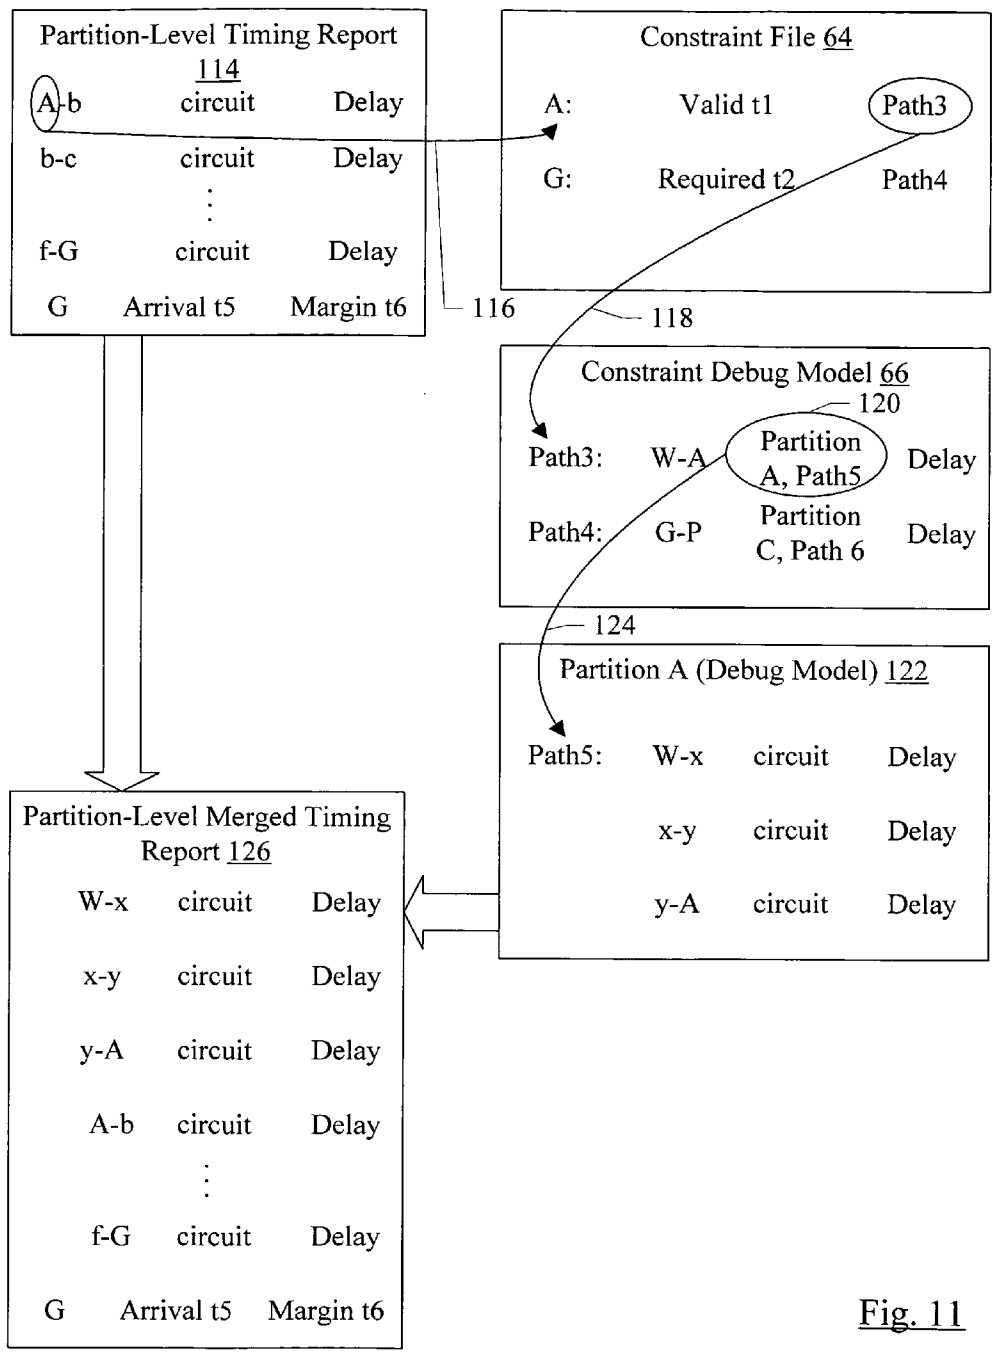 Partition-Level Timing Report
114
A-b circuit Delay
b-c circuit Delay
f-G circuit Delay
G Arrival t5 Margin t6
116
Constraint File 64
A: Valid t1 Path3
G: Required t2 Path4
118
Constraint Debug Model 66
120
Path3: W-A Partition A, Path5 Delay
Path4: G-P Partition C, Path 6 Delay
124
Partition A (Debug Model) 122
Path5: W-x circuit Delay
x-y circuit Delay
y-A circuit Delay
Partition-Level Merged Timing
Report 126
W-x circuit Delay
x-y circuit Delay
y-A circuit Delay
A-b circuit Delay
f-G circuit Delay
G Arrival t5 Margin t6
Fig. 11